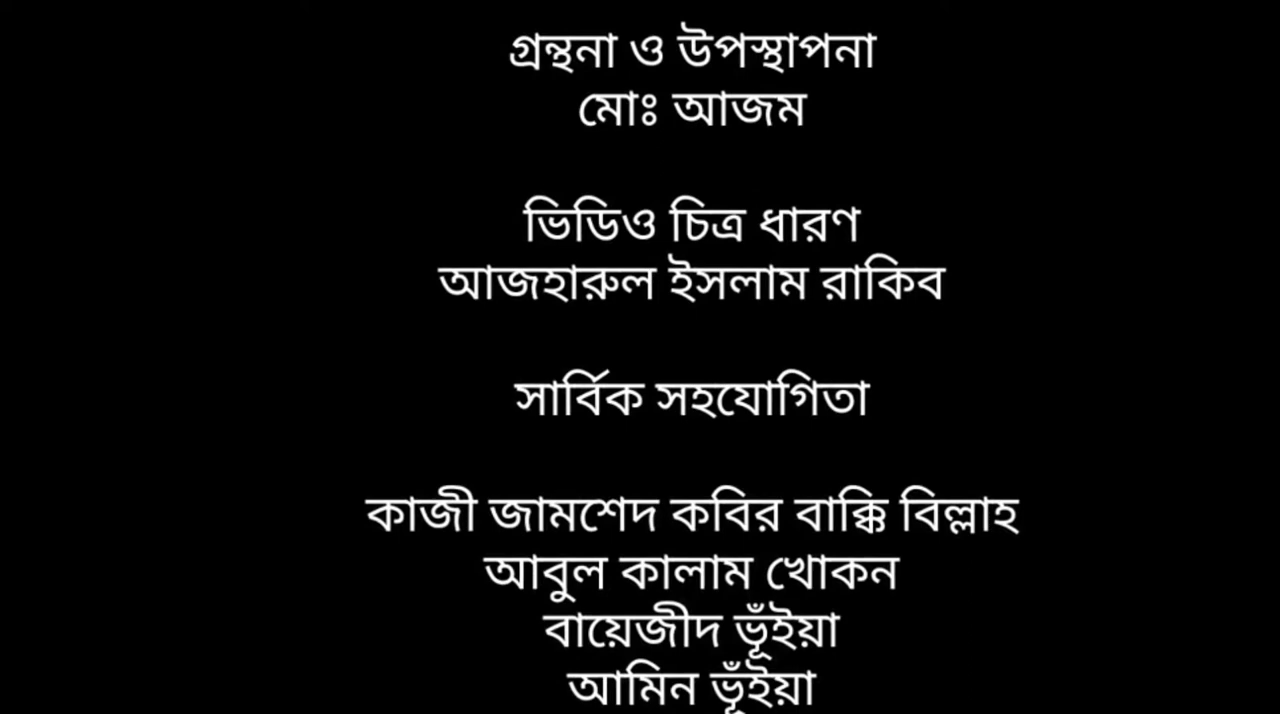 গ্রন্থনা ও উপস্থাপনা
মোঃ আজম
ভিডিও চিত্র ধারণ
আজহারুল ইসলাম রাকিব
সার্বিক সহযোগিতা
কাজী জামশেদ কবির বাক্কি বিল্লাহ
আবুল কালাম খোকন
বায়েজীদ ভূঁইয়া
আমিন ভূঁইয়া